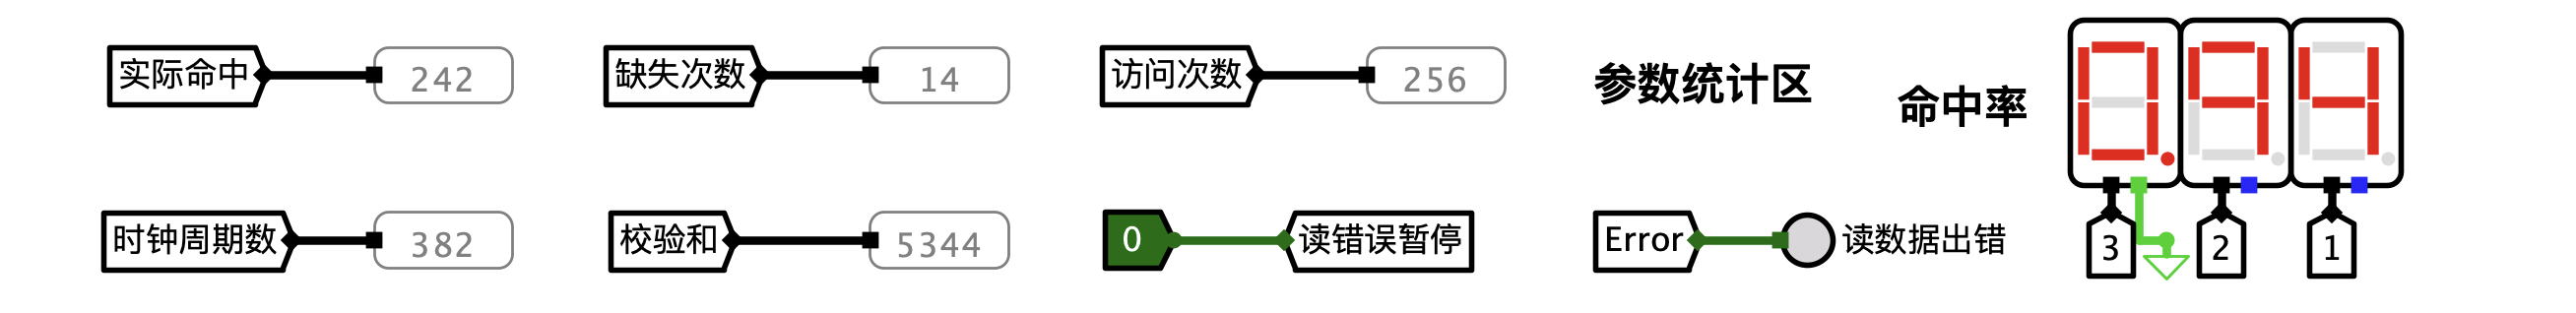 实际命中 242 缺失次数 14 访问次数 256 参数统计区 命中率 0.94
时钟周期数 382 校验和 5344 0 读错误暂停 Error 读数据出错 3 2 1